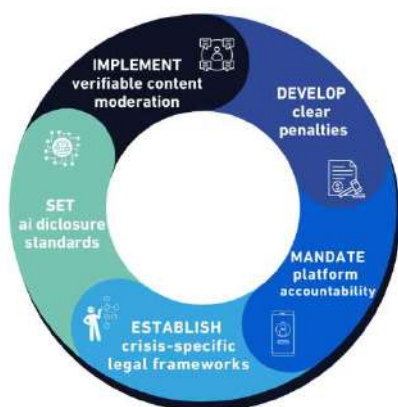 IMPLEMENT
verifiable content
moderation
DEVELOP
clear
penalties
MANDATE
platform
accountability
ESTABLISH
crisis-specific
legal frameworks
SET
ai diclosure
standards